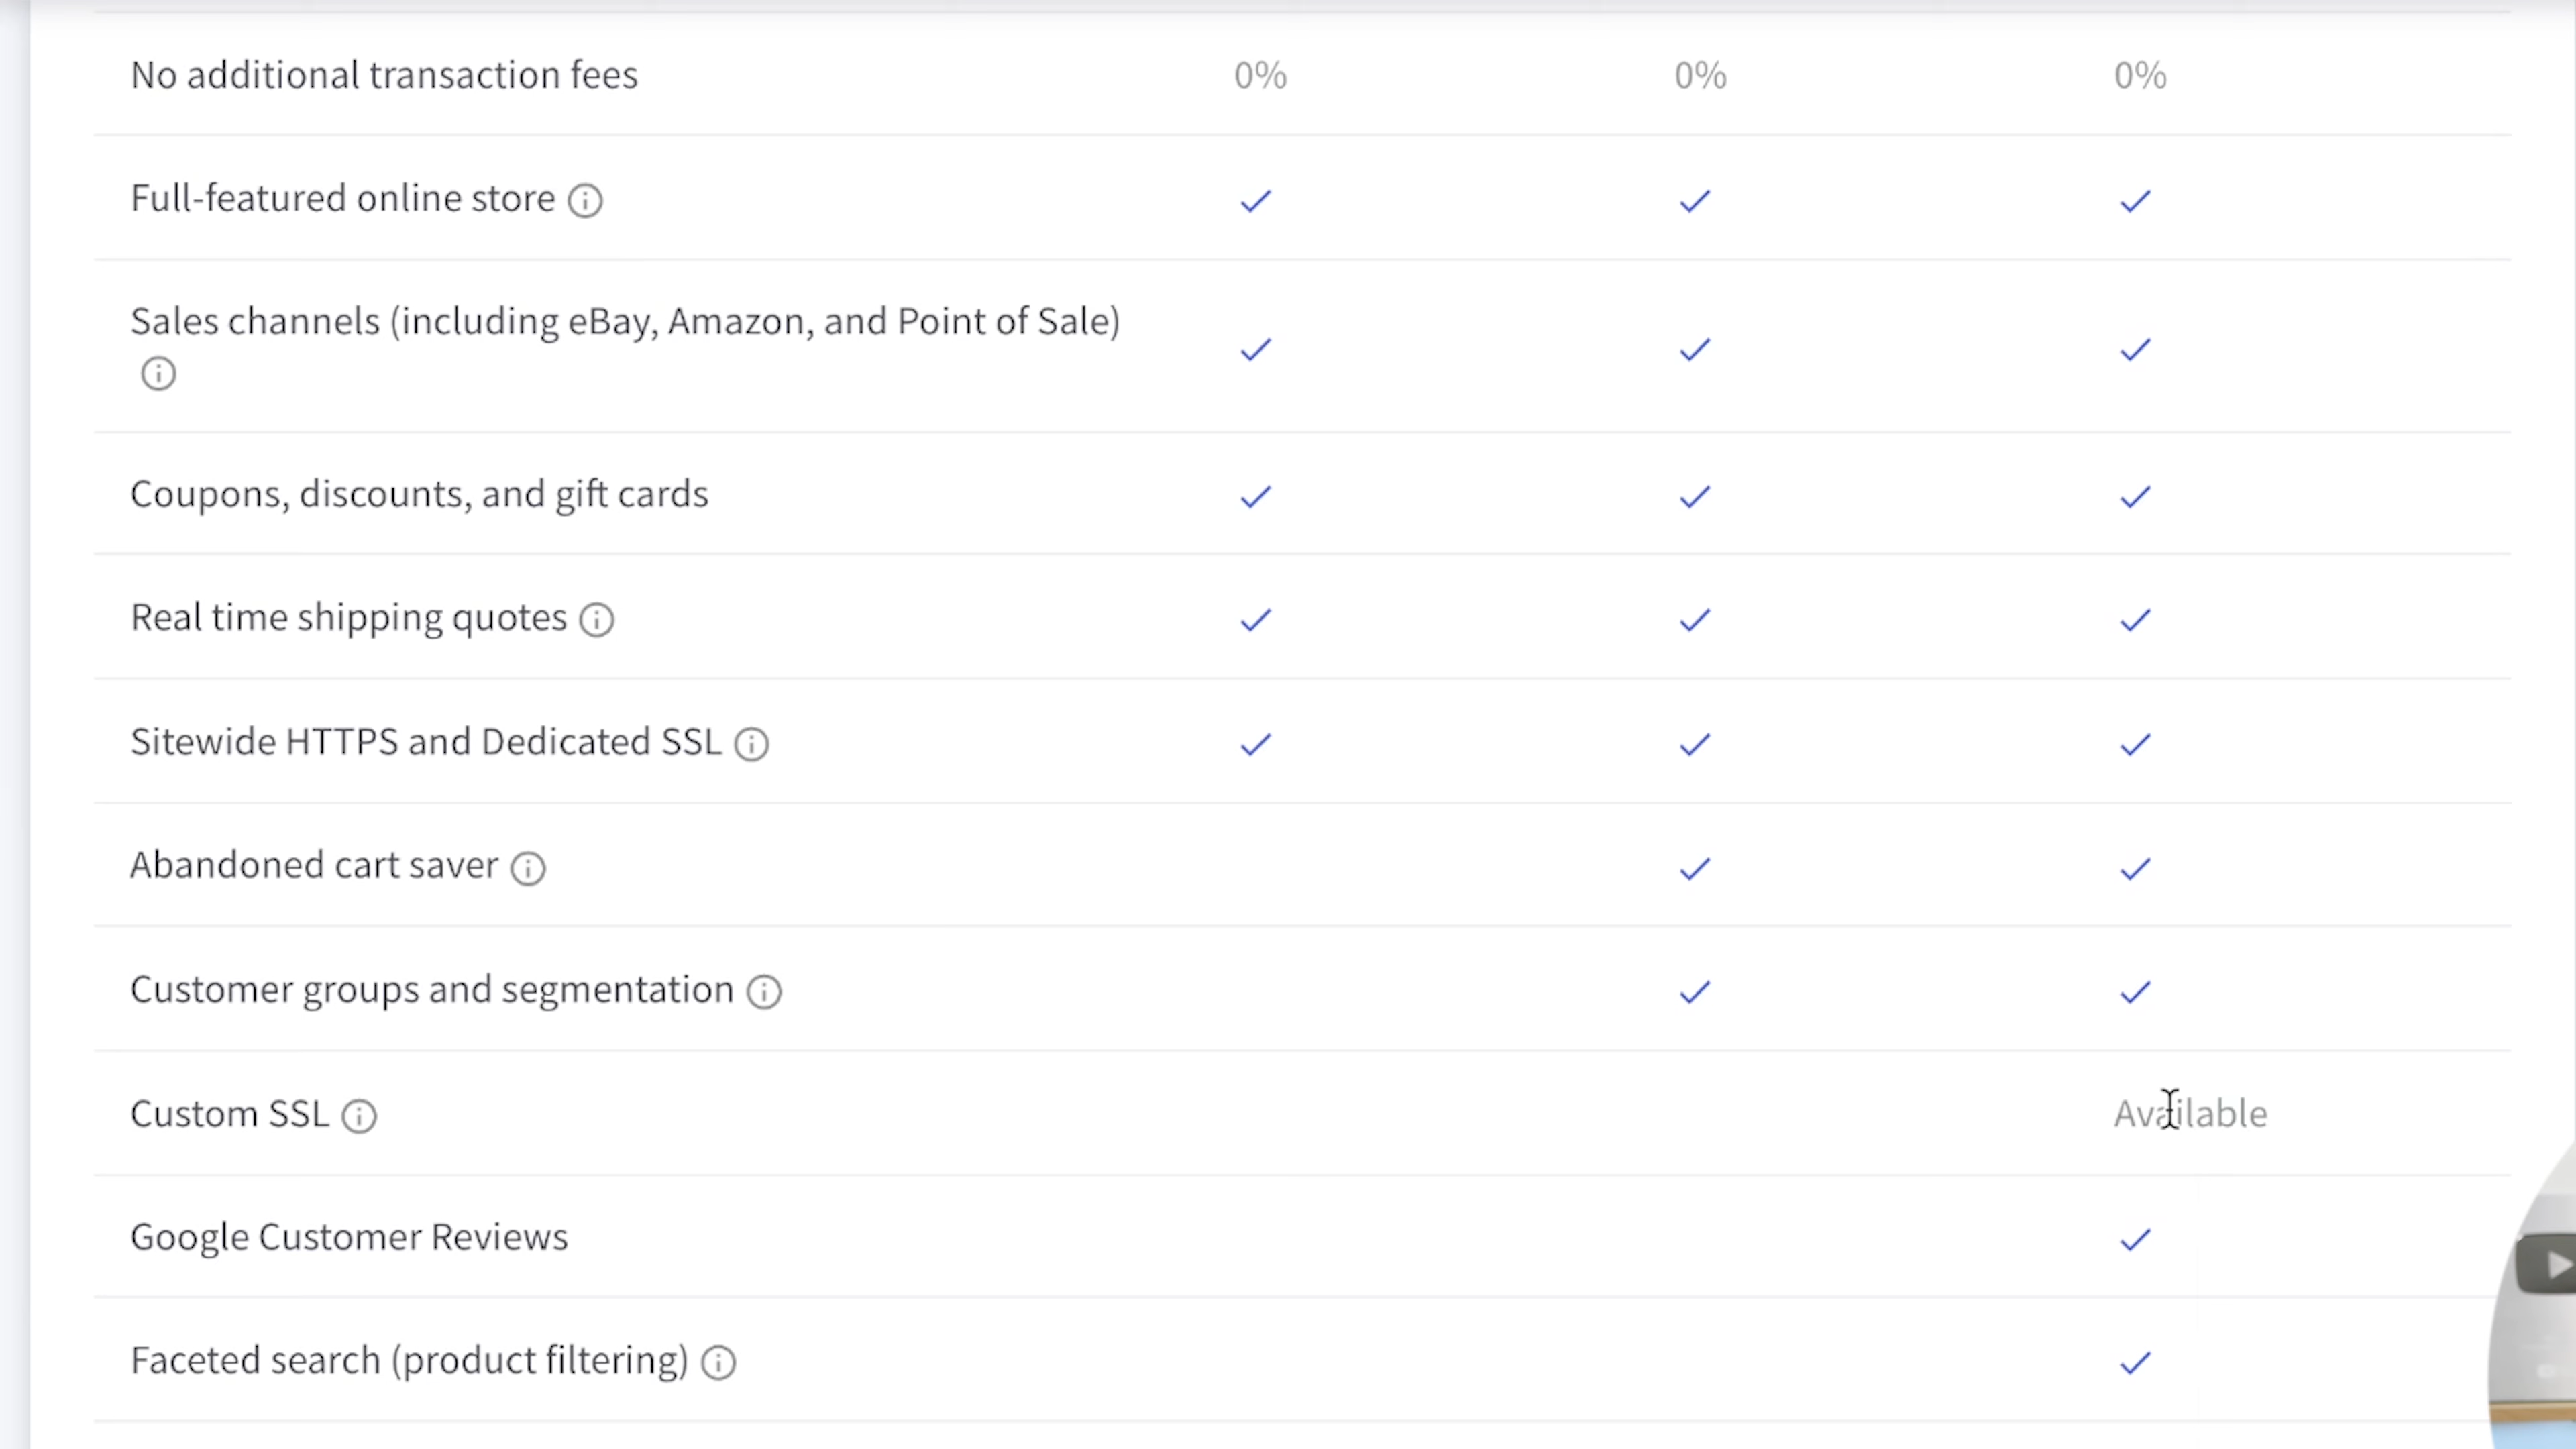 No additional transaction fees 0% 0% 0%
Full-featured online store
Sales channels (including eBay, Amazon, and Point of Sale)
Coupons, discounts, and gift cards
Real time shipping quotes
Sitewide HTTPS and Dedicated SSL
Abandoned cart saver
Customer groups and segmentation
Custom SSL Available
Google Customer Reviews
Faceted search (product filtering)